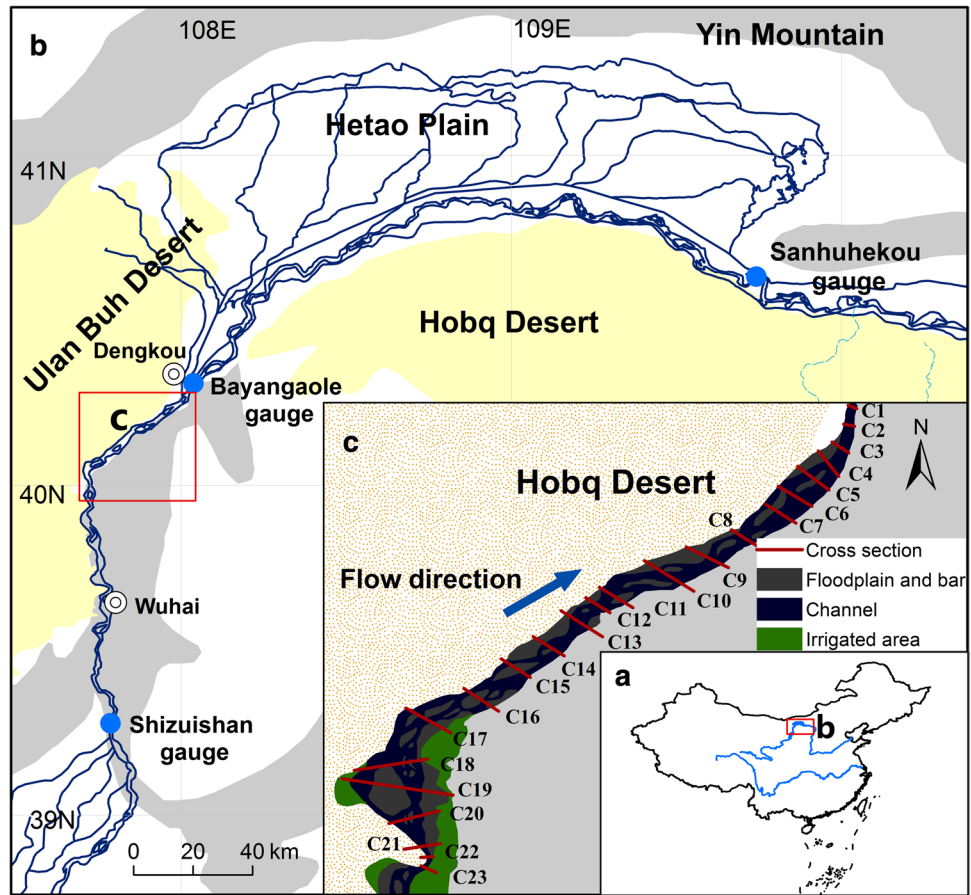 b
108E
109E
Yin Mountain
Hetao Plain
41N
Ulan Buh Desert
Sanhuhekou
gauge
Hobq Desert
Dengkou
Bayangaole
gauge
c
40N
Wuhai
Shizuishan
gauge
39N
0 20 40 km
c
Hobq Desert
N
Flow direction
C1
C2
C3
C4
C5
C6
C7
C8
C9
C10
C11
C12
C13
C14
C15
C16
C17
C18
C19
C20
C21
C22
C23
Cross section
Floodplain and bar
Channel
Irrigated area
a
b